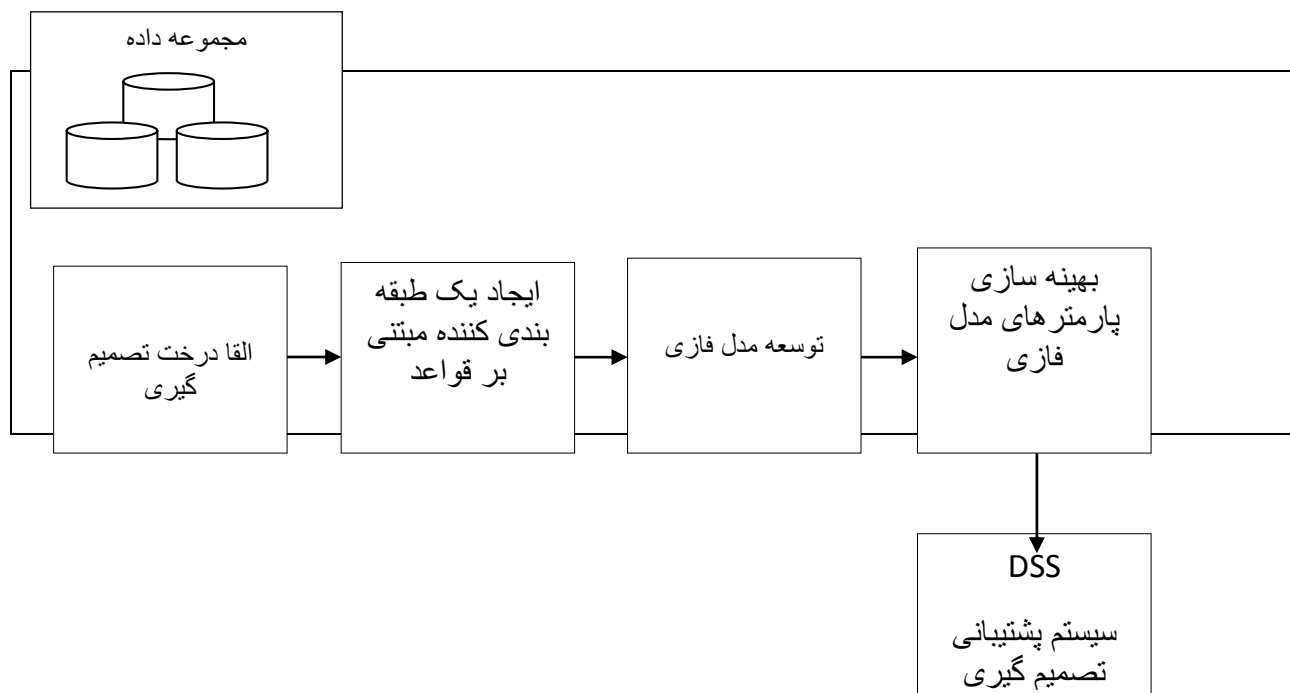 مجموعه داده
القا درخت تصمیم
گیری
ایجاد یک طبقه
بندی کننده مبتنی
بر قواعد
توسعه مدل فازی
بهینه سازی
پارمترهای مدل
فازی
DSS
سیستم پشتیبانی
تصمیم گیری